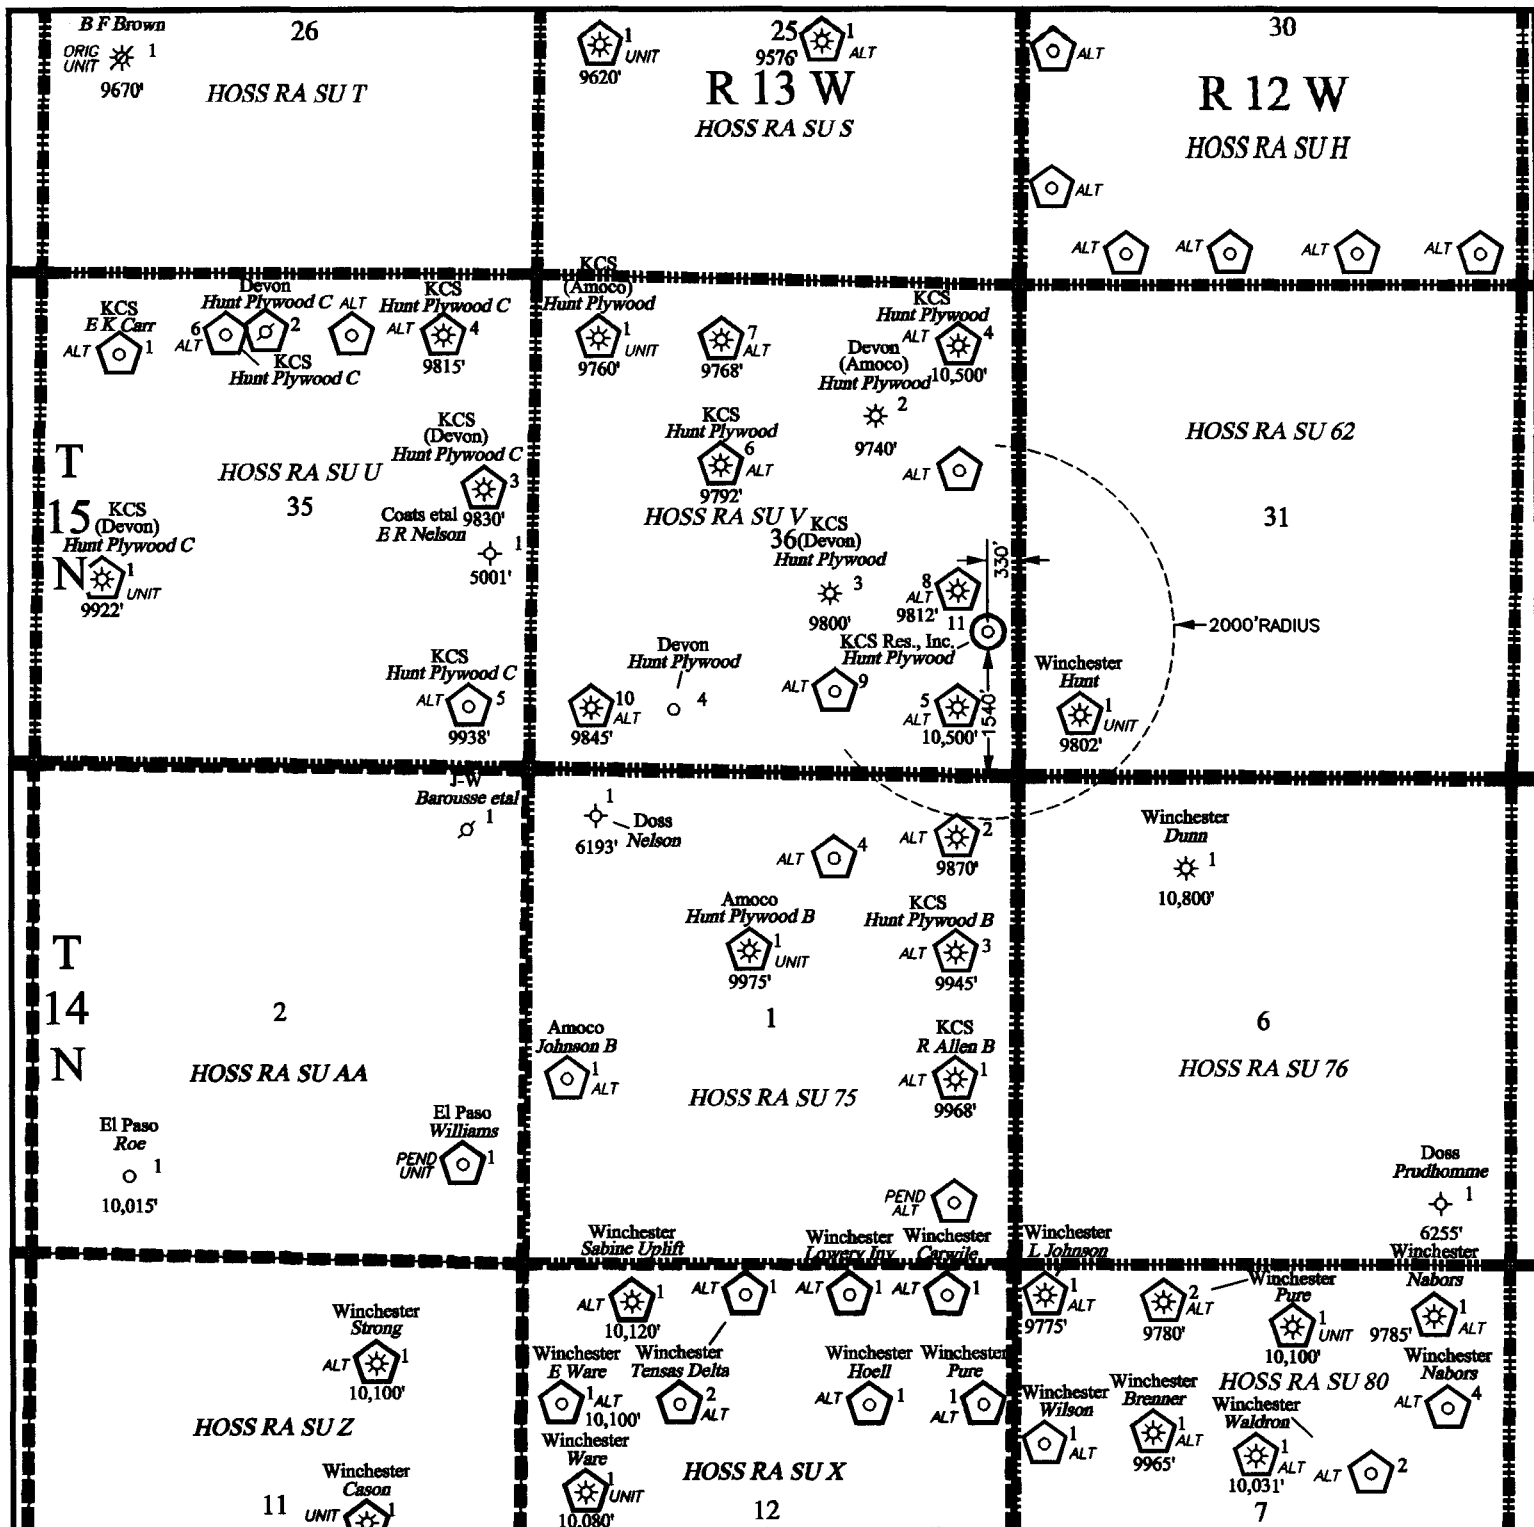 B F Brown
ORIG
UNIT
1
9670'
26
HOSS RA SU T
1
UNIT
9620'
25
1
ALT
9576'
R 13 W
HOSS RA SU S
ALT
30
R 12 W
HOSS RA SU H
ALT
ALT
ALT
ALT
ALT
KCS
E K Carr
ALT
1
Devon
Hunt Plywood C
6
ALT
2
KCS
Hunt Plywood C
ALT
KCS
Hunt Plywood C
ALT
4
9815'
KCS
(Amoco)
Hunt Plywood
1
UNIT
9760'
7
ALT
9768'
KCS
Hunt Plywood
ALT
4
10,500'
Devon
(Amoco)
Hunt Plywood
2
9740'
KCS
Hunt Plywood
6
ALT
9792'
ALT
HOSS RA SU 62
31
T
15
N
HOSS RA SU U
35
KCS
(Devon)
Hunt Plywood C
3
9830'
Coats etal
E R Nelson
1
5001'
KCS
(Devon)
Hunt Plywood C
1
UNIT
9922'
HOSS RA SU V
36
KCS
(Devon)
Hunt Plywood
3
9800'
8
ALT
9812'
330'
11
KCS Res., Inc.
Hunt Plywood
2000'RADIUS
KCS
Hunt Plywood C
ALT
5
9938'
10
ALT
9845'
Devon
Hunt Plywood
4
ALT
9
5
ALT
10,500'
1540'
Winchester
Hunt
1
UNIT
9802'
J-W
Barousse etal
1
1
Doss
Nelson
6193'
ALT
4
ALT
2
9870'
Winchester
Dunn
1
10,800'
T
14
N
2
HOSS RA SU AA
Amoco
Hunt Plywood B
1
UNIT
9975'
KCS
Hunt Plywood B
ALT
3
9945'
1
6
Amoco
Johnson B
1
ALT
HOSS RA SU 75
KCS
R Allen B
ALT
1
9968'
HOSS RA SU 76
El Paso
Roe
1
10,015'
El Paso
Williams
PEND
UNIT
1
PEND
ALT
Doss
Prudhomme
1
6255'
Winchester
Sabine Uplift
ALT
1
10,120'
ALT
1
Winchester
Lowery Inv
ALT
1
Winchester
Carwile
ALT
1
Winchester
L Johnson
1
ALT
9775'
2
ALT
9780'
Winchester
Pure
1
UNIT
10,100'
Winchester
Nabors
1
ALT
9785'
Winchester
Strong
ALT
1
10,100'
Winchester
E Ware
1
ALT
10,100'
Winchester
Tensas Delta
2
ALT
Winchester
Hoell
ALT
1
Winchester
Pure
1
ALT
Winchester
Wilson
1
ALT
Winchester
Brenner
1
ALT
9965'
HOSS RA SU 80
Winchester
Waldron
1
ALT
10,031'
ALT
2
Winchester
Nabors
ALT
4
HOSS RA SU Z
Winchester
Cason
UNIT
1
11
Winchester
Ware
1
UNIT
10,080'
HOSS RA SU X
12
7